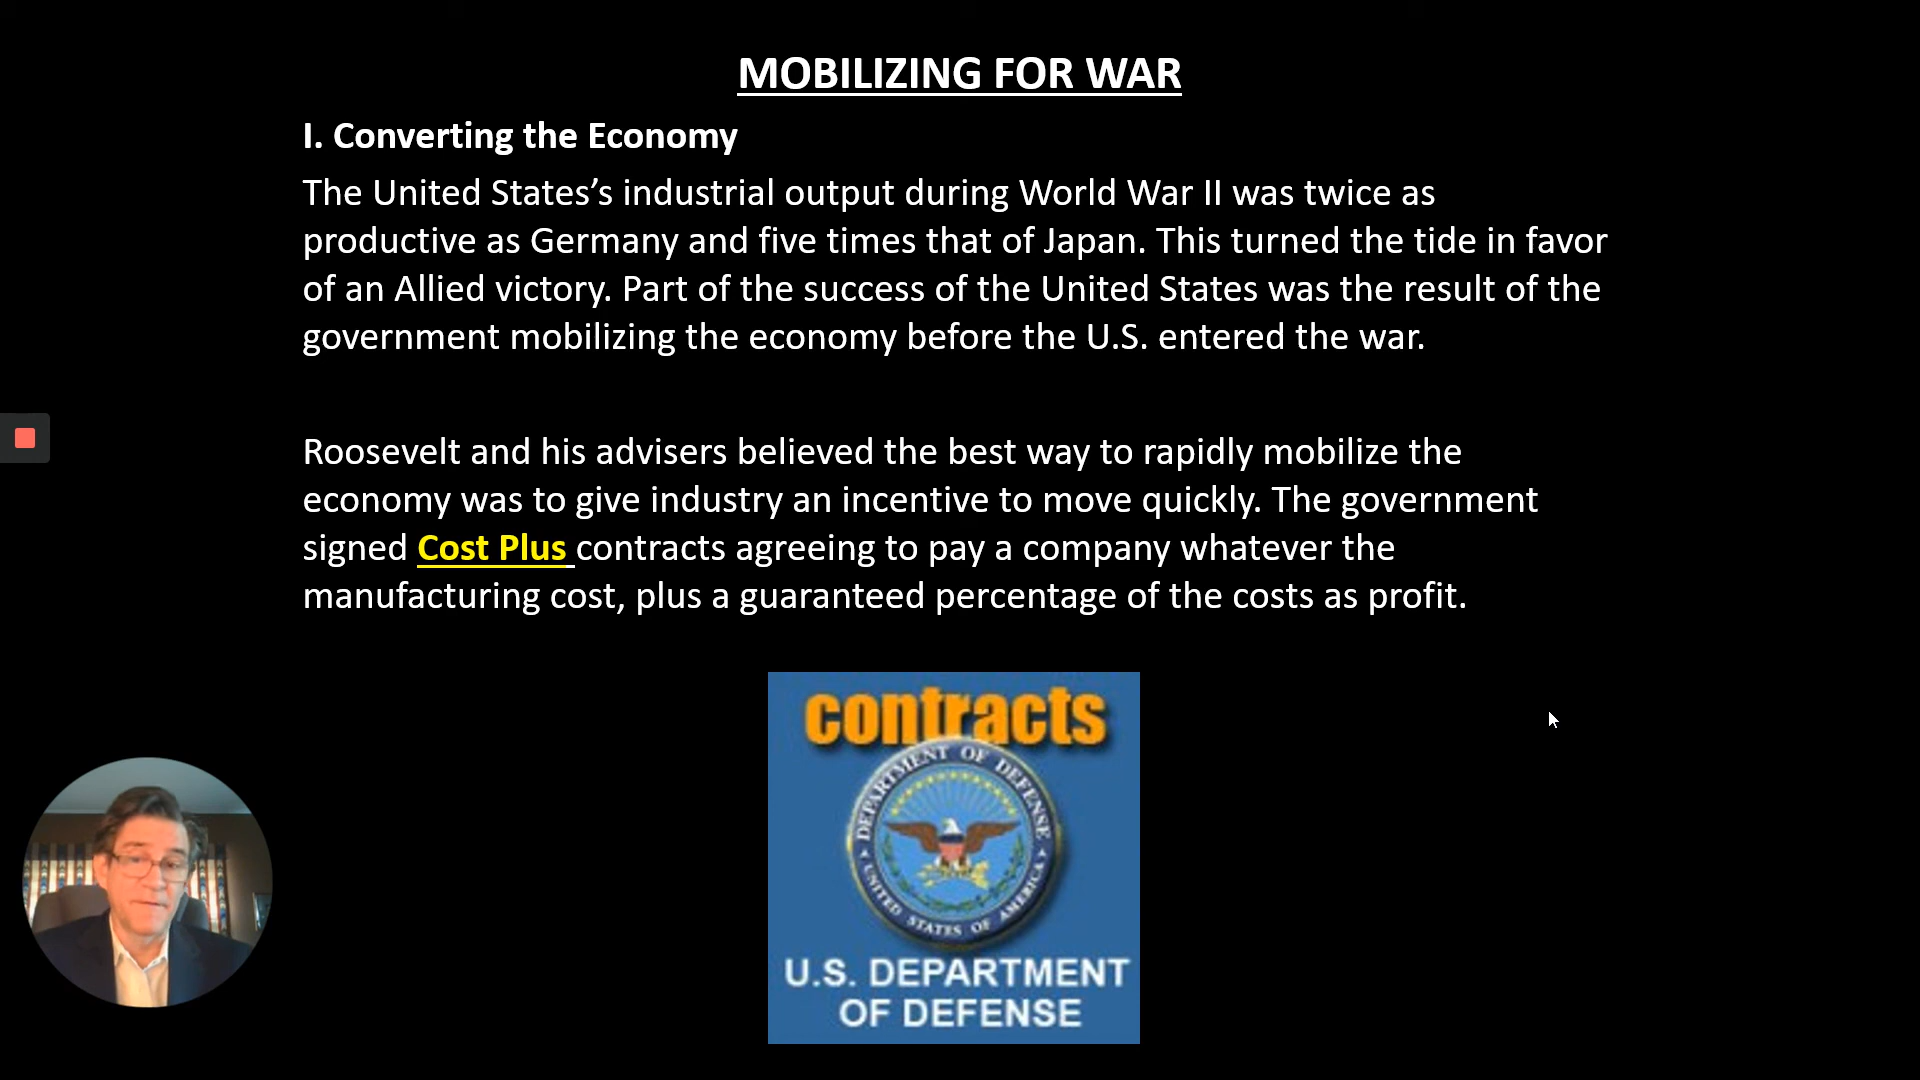 MOBILIZING FOR WAR
I. Converting the Economy
The United States’s industrial output during World War II was twice as
productive as Germany and five times that of Japan. This turned the tide in favor
of an Allied victory. Part of the success of the United States was the result of the
government mobilizing the economy before the U.S. entered the war.
Roosevelt and his advisers believed the best way to rapidly mobilize the
economy was to give industry an incentive to move quickly. The government
signed Cost Plus contracts agreeing to pay a company whatever the
manufacturing cost, plus a guaranteed percentage of the costs as profit.
contracts
DEPARTMENT OF DEFENSE
UNITED STATES OF AMERICA
U.S. DEPARTMENT
OF DEFENSE